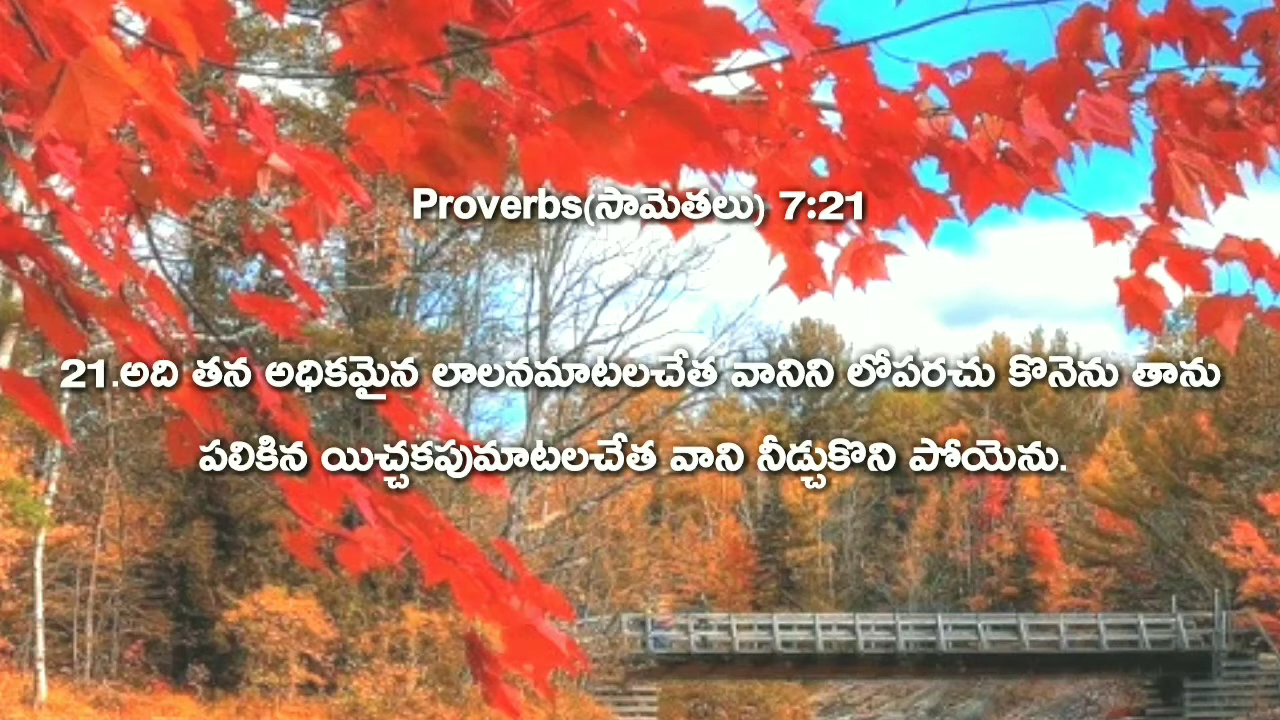 Proverbs(సామెతలు) 7:21
21.అది తన అధికమైన లాలనమాటలచేత వానిని లోపరచు కొనెను తాను
పలికిన యిచ్చకపుమాటలచేత వాని నీడ్చుకొని పోయెను.